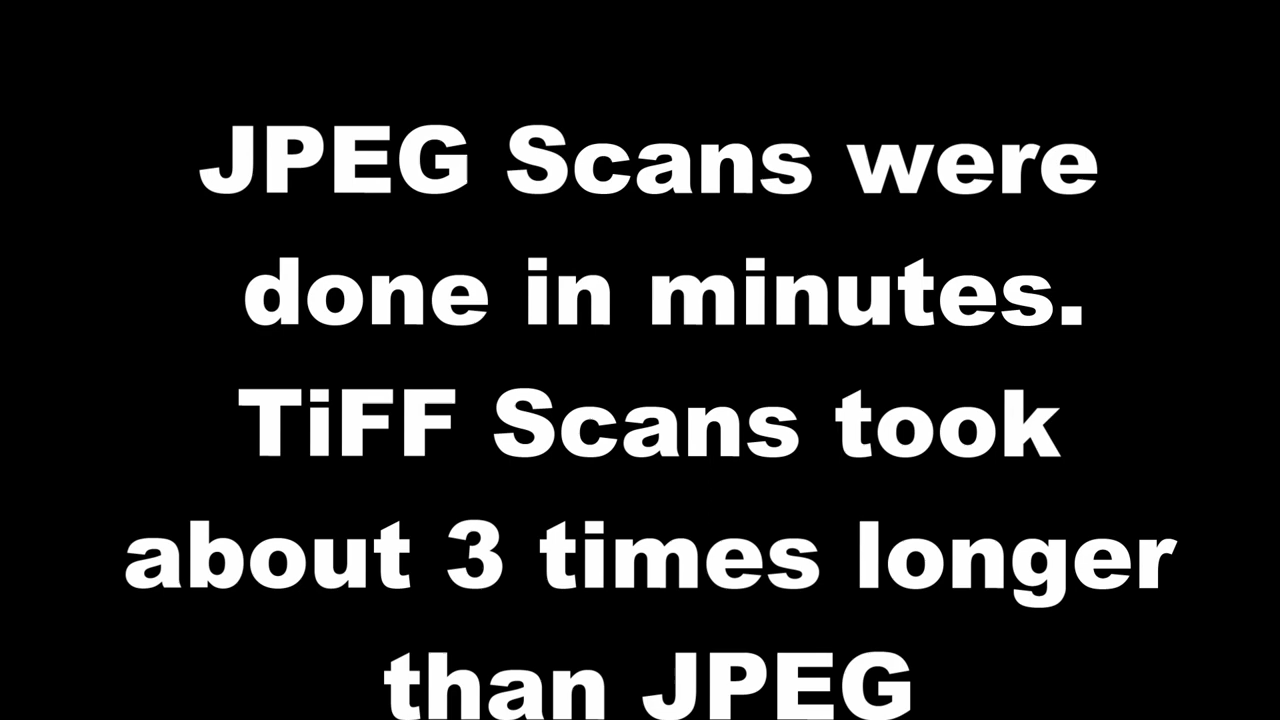 JPEG Scans were
done in minutes.
TiFF Scans took
about 3 times longer
than JPEG